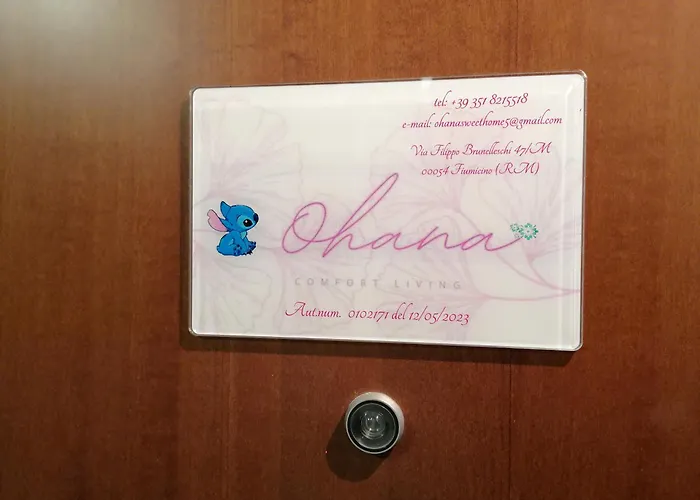 tel: +39 351 8215518
e-mail: ohanasweethome5@gmail.com
Via Filippo Brunelleschi 47/M
00054 Fiumicino (RM)
Ohana
COMFORT LIVING
Aut.num. 0102171 del 12/05/2023